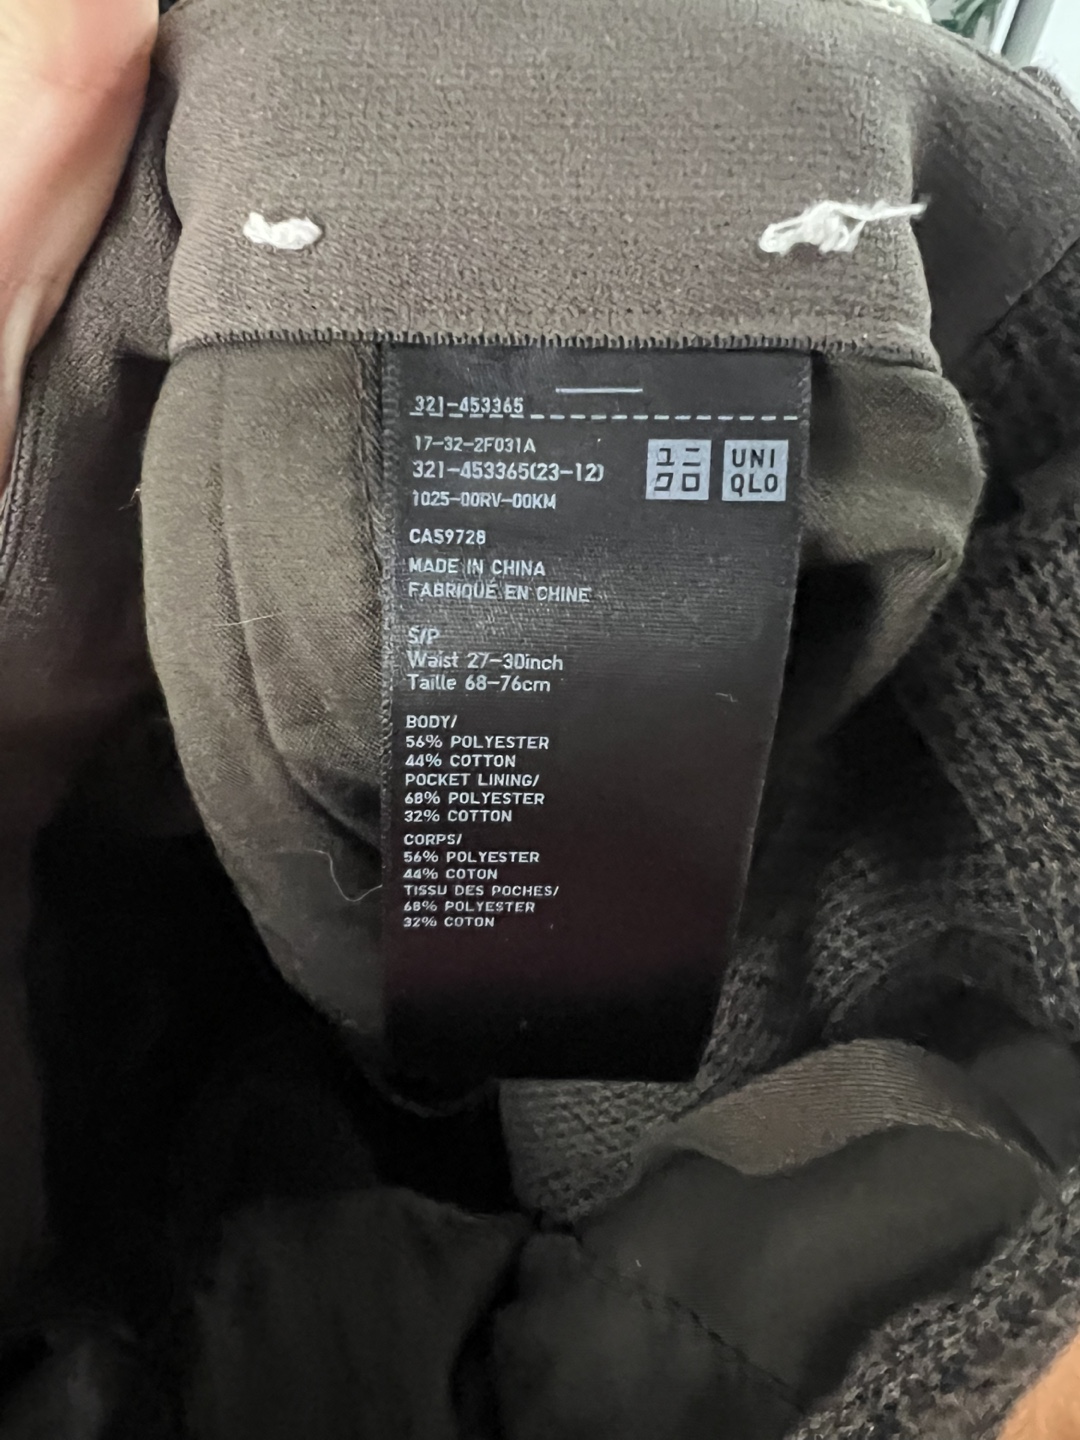 321-453365
17-32-2F031A
321-453365(23-12)
1025-00RV-00KM
ユニ
クロ
UNI
QLO
CA59728
MADE IN CHINA
FABRIQUÉ EN CHINE
S/P
Waist 27-30inch
Taille 68-76cm
BODY/
56% POLYESTER
44% COTTON
POCKET LINING/
68% POLYESTER
32% COTTON
CORPS/
56% POLYESTER
44% COTON
TISSU DES POCHES/
68% POLYESTER
32% COTON